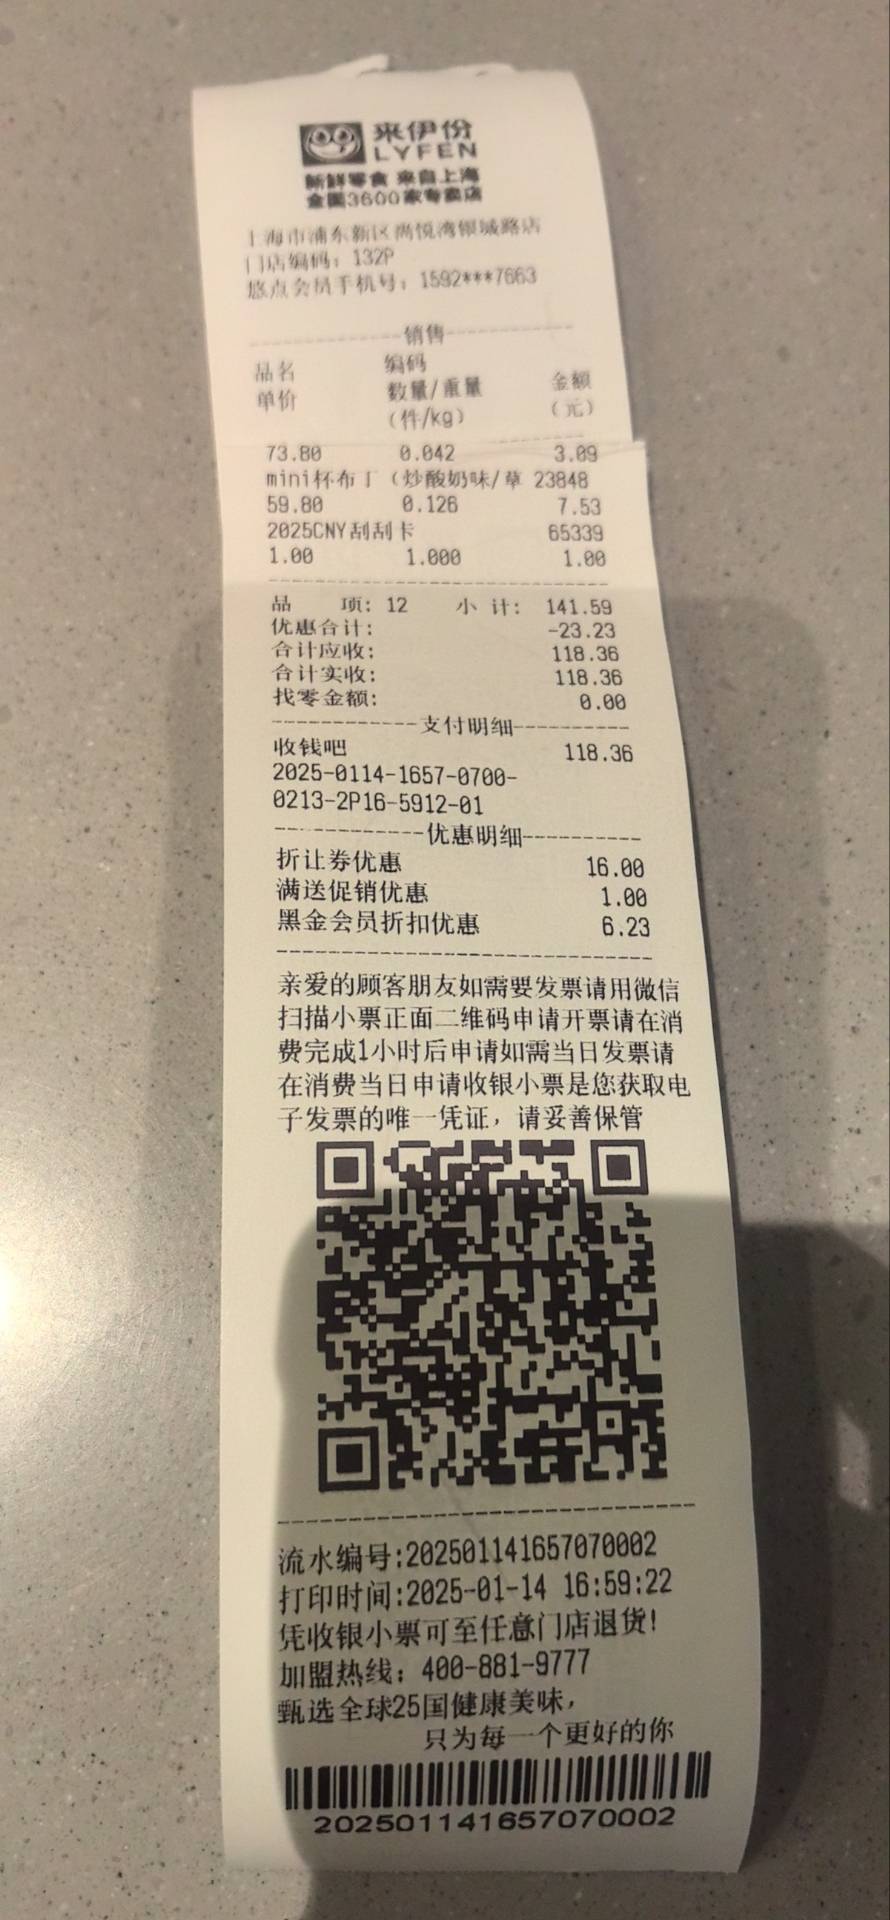 来伊份
LYFEN
新鲜零食 来自上海
全国3600家专卖店
上海市浦东新区尚悦湾银城路店
门店编码：132P
悠点会员手机号：1592***7663
销售
品名 编码
单价 数量/重量 金额
（件/kg） （元）
73.80 0.042 3.09
mini杯布丁（炒酸奶味/草 23848
59.80 0.126 7.53
2025CNY刮刮卡 65339
1.00 1.000 1.00
品 项: 12 小 计: 141.59
优惠合计: -23.23
合计应收: 118.36
合计实收: 118.36
找零金额: 0.00
支付明细
收钱吧 118.36
2025-0114-1657-0700-
0213-2P16-5912-01
优惠明细
折让券优惠 16.00
满送促销优惠 1.00
黑金会员折扣优惠 6.23
亲爱的顾客朋友如需要发票请用微信
扫描小票正面二维码申请开票请在消
费完成1小时后申请如需当日发票请
在消费当日申请收银小票是您获取电
子发票的唯一凭证，请妥善保管
流水编号:202501141657070002
打印时间:2025-01-14 16:59:22
凭收银小票可至任意门店退货!
加盟热线：400-881-9777
甄选全球25国健康美味，
只为每一个更好的你
202501141657070002